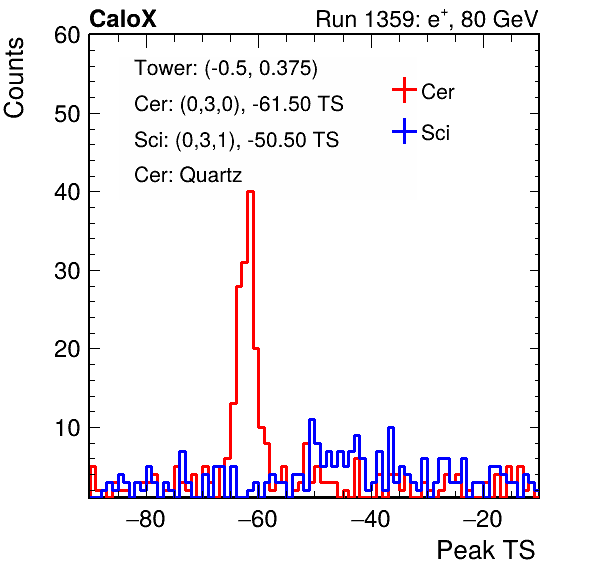 CaloX Run 1359: e⁺, 80 GeV
Counts
60
50
40
30
20
10
Tower: (-0.5, 0.375)
Cer: (0,3,0), -61.50 TS
Sci: (0,3,1), -50.50 TS
Cer: Quartz
Cer
Sci
−80 −60 −40 −20
Peak TS